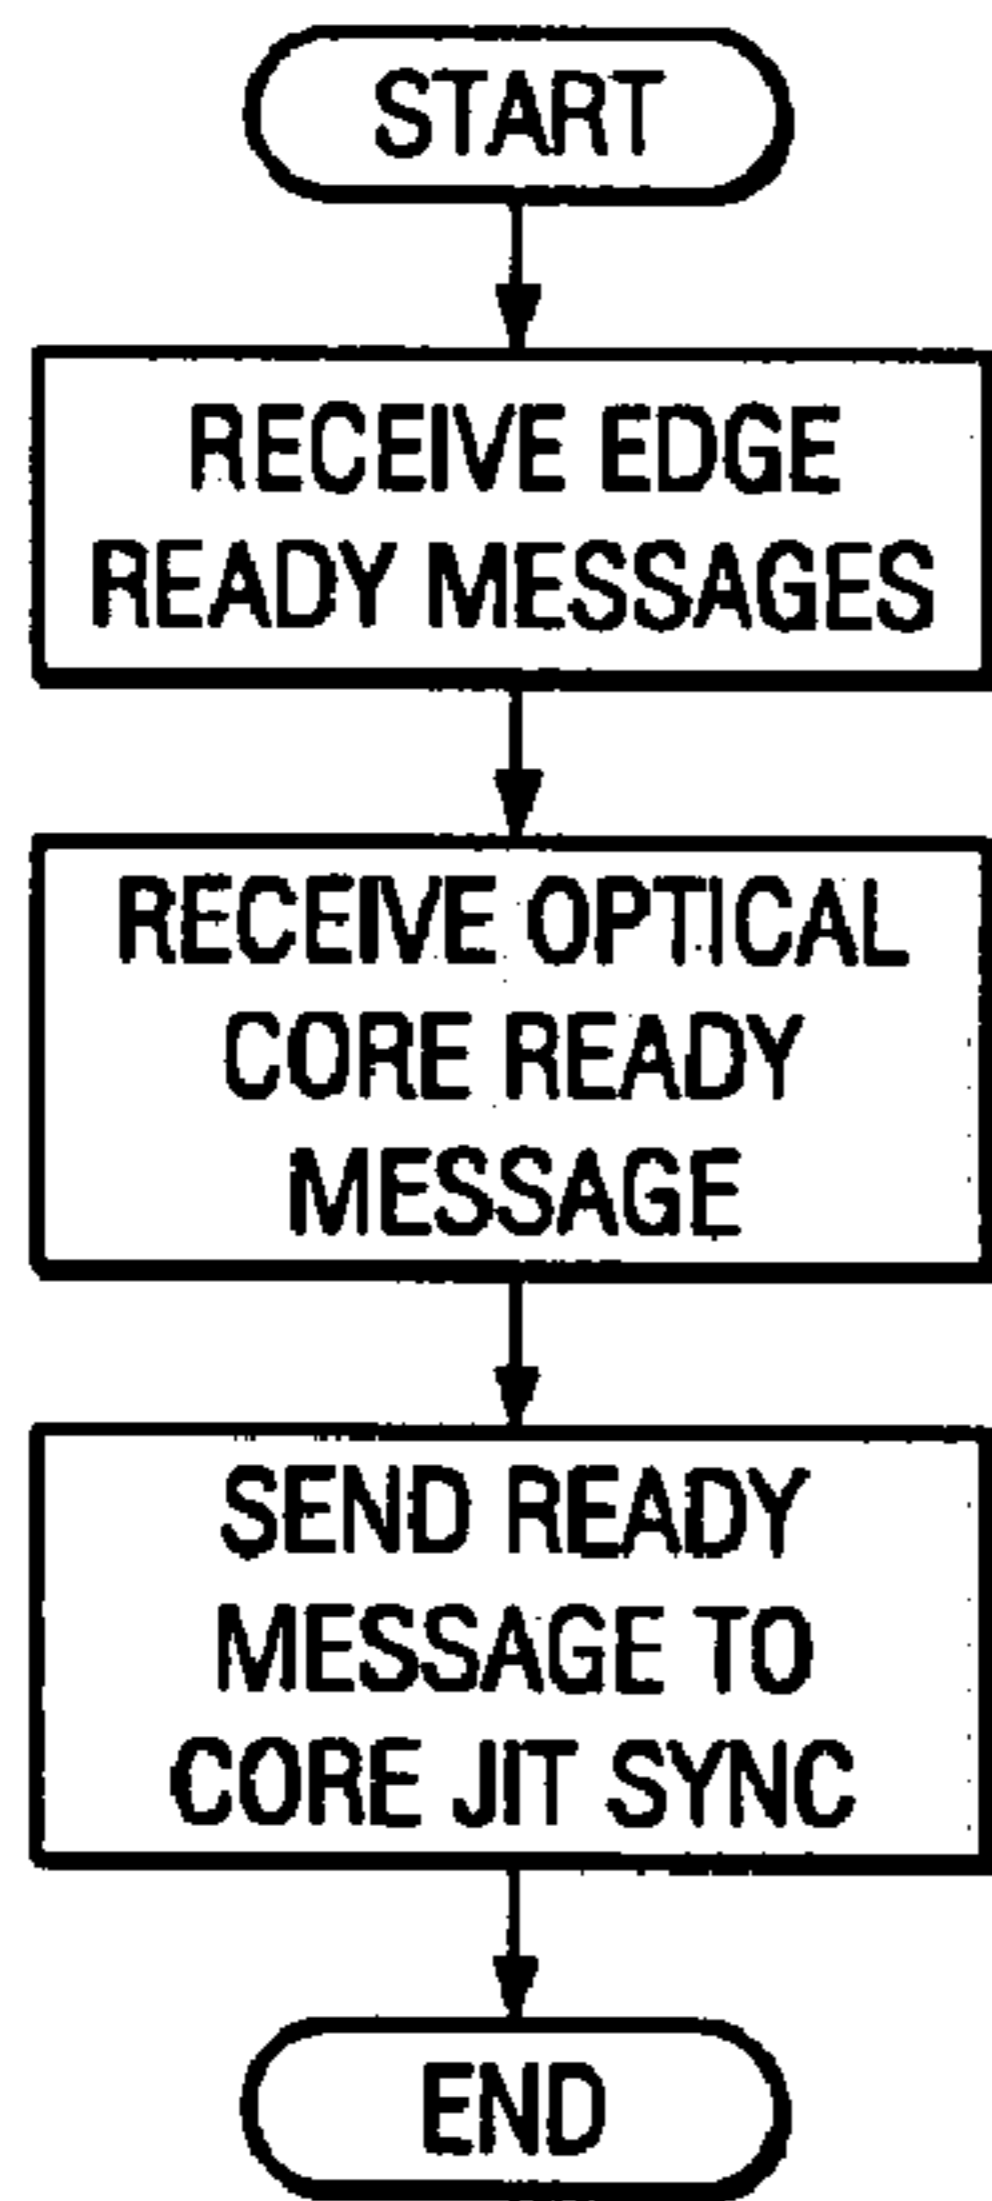 START
RECEIVE EDGE
READY MESSAGES
RECEIVE OPTICAL
CORE READY
MESSAGE
SEND READY
MESSAGE TO
CORE JIT SYNC
END